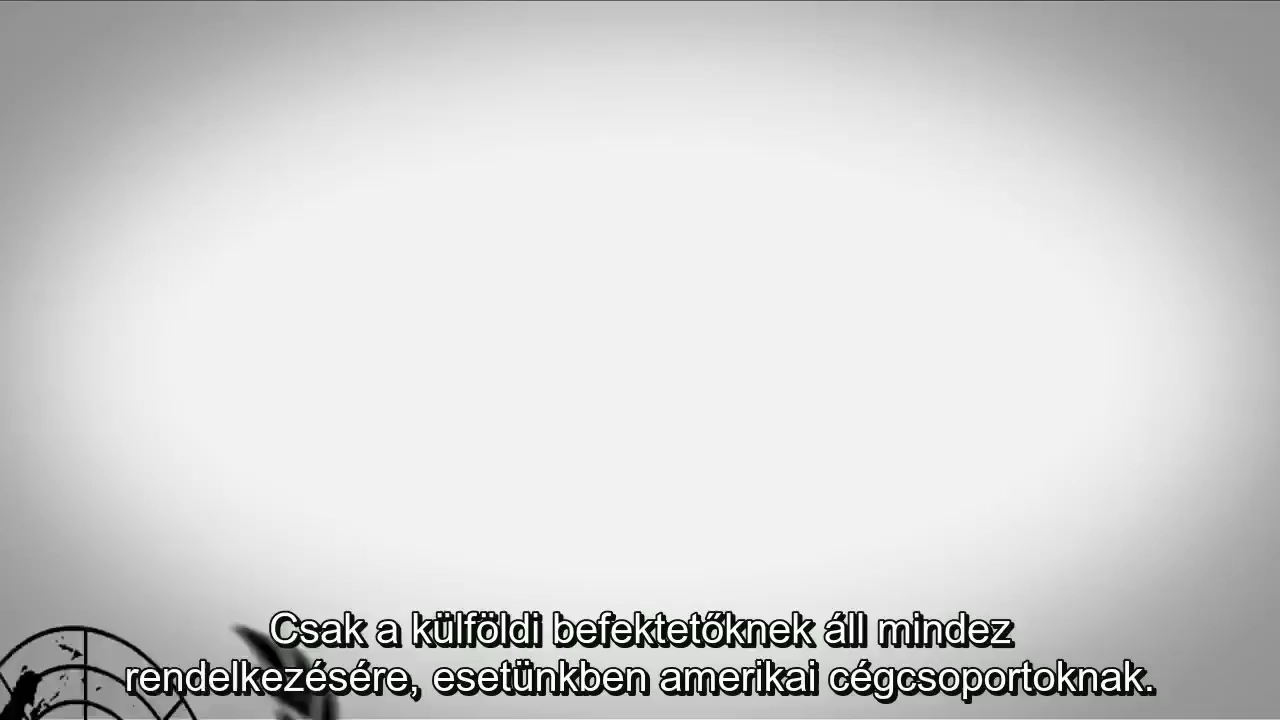 Csak a külföldi befektetőknek áll mindez
rendelkezésére, esetünkben amerikai cégcsoportoknak.